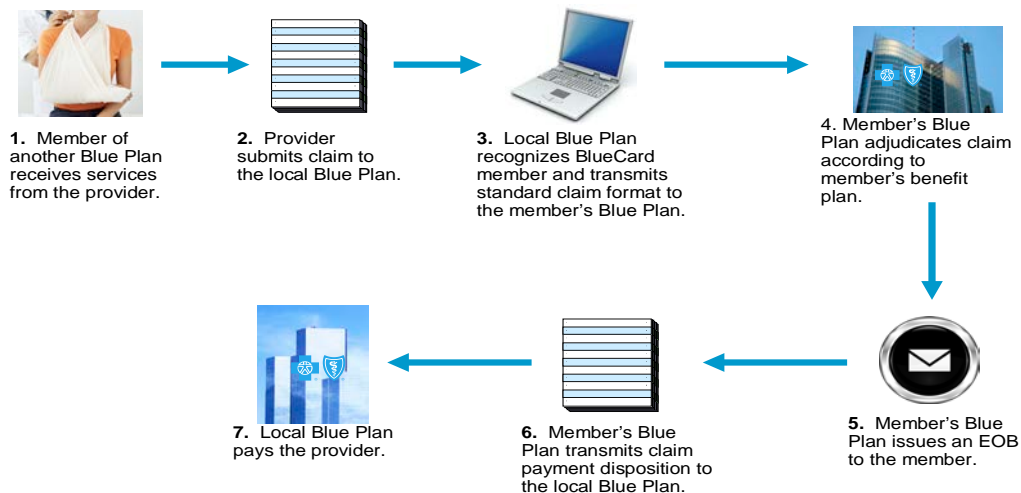 1. Member of
another Blue Plan
receives services
from the provider.
2. Provider
submits claim to
the local Blue Plan.
3. Local Blue Plan
recognizes BlueCard
member and transmits
standard claim format to
the member’s Blue Plan.
4. Member’s Blue
Plan adjudicates claim
according to
member’s benefit
plan.
5. Member’s Blue
Plan issues an EOB
to the member.
6. Member’s Blue
Plan transmits claim
payment disposition to
the local Blue Plan.
7. Local Blue Plan
pays the provider.